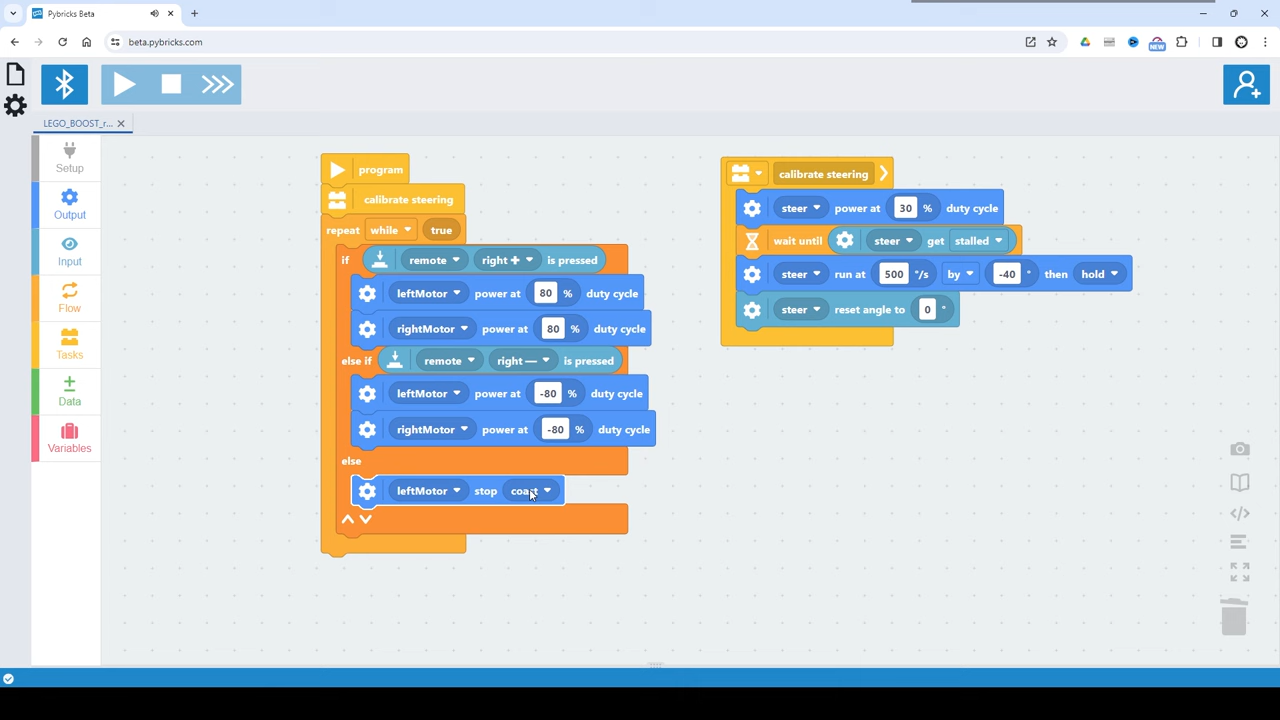 Pybricks Beta
beta.pybricks.com
NEW
LEGO_BOOST_r...
Setup
Output
Input
Flow
Tasks
Data
Variables
program
calibrate steering
repeat while true
if remote right + is pressed
leftMotor power at 80 % duty cycle
rightMotor power at 80 % duty cycle
else if remote right — is pressed
leftMotor power at -80 % duty cycle
rightMotor power at -80 % duty cycle
else
leftMotor stop coast
calibrate steering
steer power at 30 % duty cycle
wait until steer get stalled
steer run at 500 °/s by -40 ° then hold
steer reset angle to 0 °